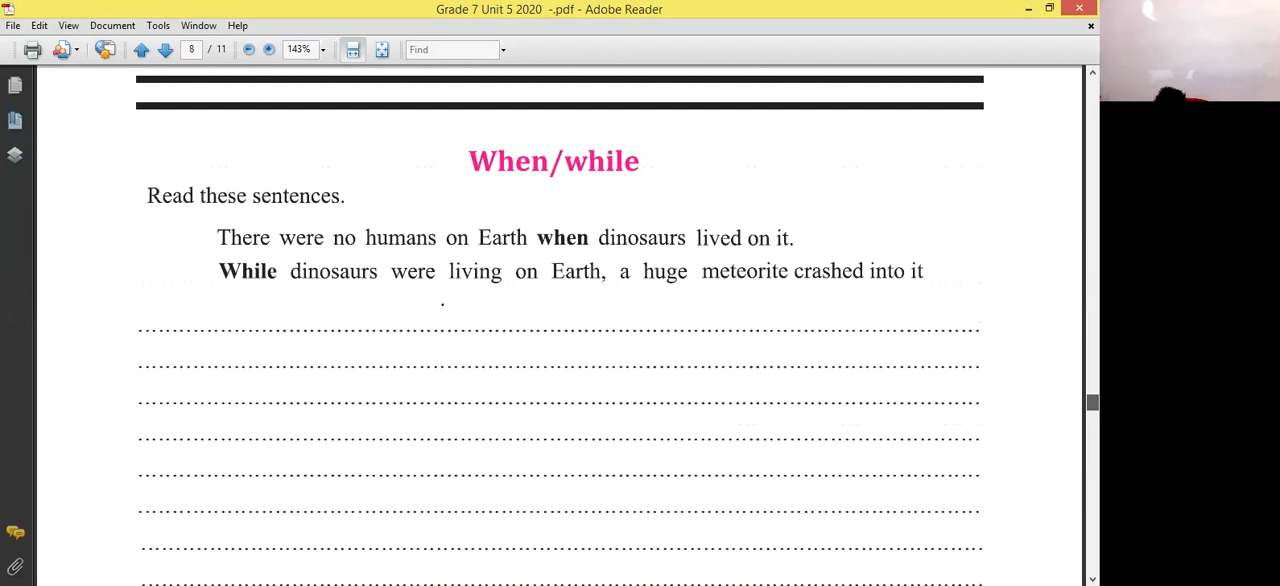 Grade 7 Unit 5 2020 -.pdf - Adobe Reader
File Edit View Document Tools Window Help
8 / 11 143% Find
When/while
Read these sentences.
There were no humans on Earth when dinosaurs lived on it.
While dinosaurs were living on Earth, a huge meteorite crashed into it
.